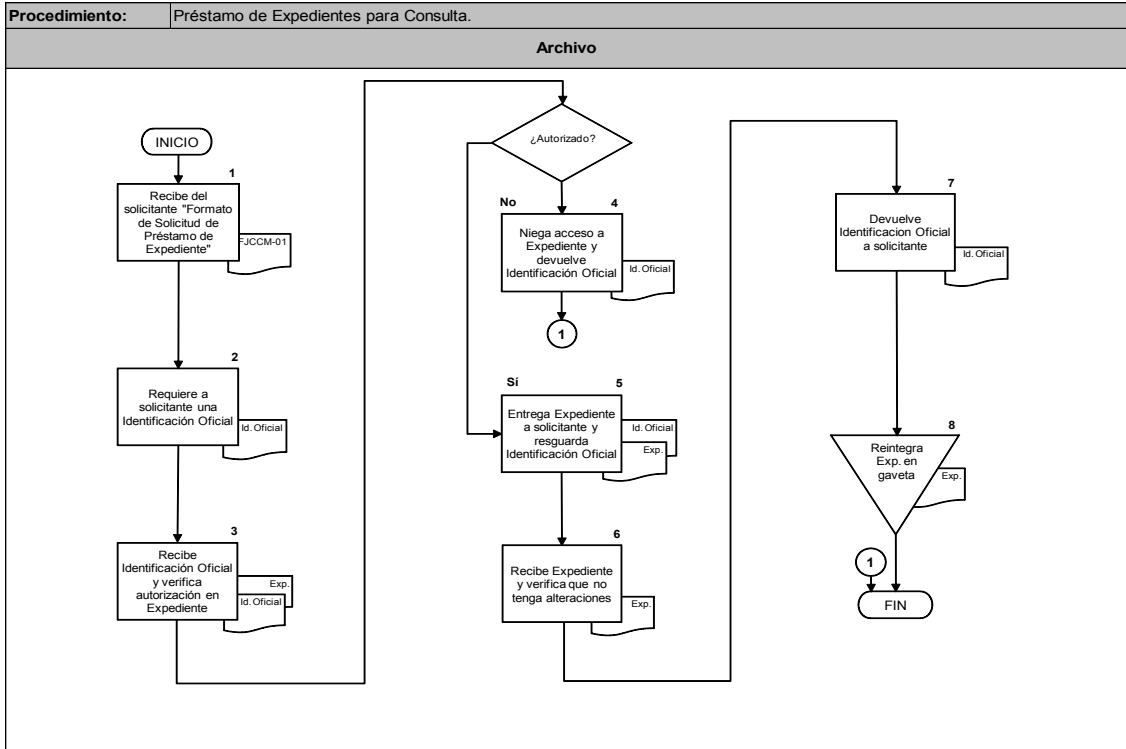 Procedimiento: Préstamo de Expedientes para Consulta.
Archivo
INICIO
1
Recibe del
solicitante "Formato
de Solicitud de
Préstamo de
Expediente"
FJCCM-01
2
Requiere a
solicitante una
Identificación Oficial
Id. Oficial
3
Recibe
Identificación Oficial
y verifica
autorización en
Expediente
Exp.
Id. Oficial
¿Autorizado?
No
4
Niega acceso a
Expediente y
devuelve
Identificación Oficial
Id. Oficial
1
Sí
5
Entrega Expediente
a solicitante y
resguarda
Identificación Oficial
Id. Oficial
Exp.
6
Recibe Expediente
y verifica que no
tenga alteraciones
Exp.
7
Devuelve
Identificacion Oficial
a solicitante
Id. Oficial
8
Reintegra
Exp. en
gaveta
Exp.
1
FIN